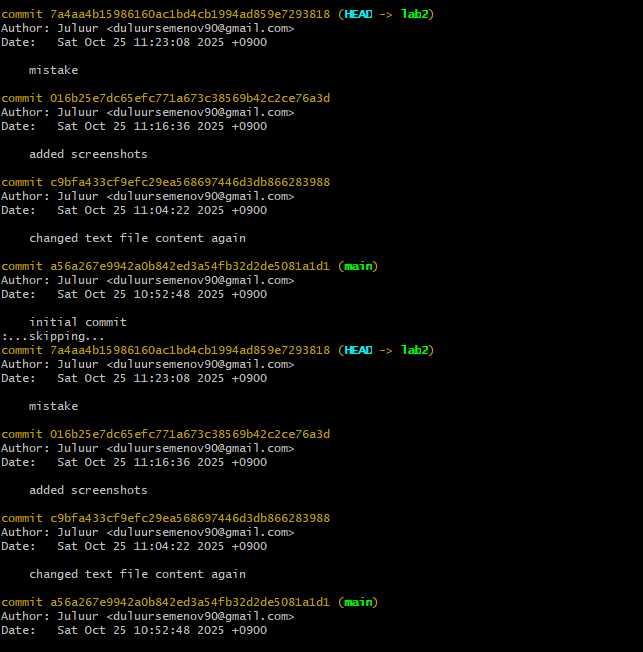 commit 7a4aa4b15986160ac1bd4cb1994ad859e7293818 (HEAD -> lab2)
Author: Juluur <duluursemenov90@gmail.com>
Date:   Sat Oct 25 11:23:08 2025 +0900
    mistake
commit 016b25e7dc65efc771a673c38569b42c2ce76a3d
Author: Juluur <duluursemenov90@gmail.com>
Date:   Sat Oct 25 11:16:36 2025 +0900
    added screenshots
commit c9bfa433cf9efc29ea568697446d3db866283988
Author: Juluur <duluursemenov90@gmail.com>
Date:   Sat Oct 25 11:04:22 2025 +0900
    changed text file content again
commit a56a267e9942a0b842ed3a54fb32d2de5081a1d1 (main)
Author: Juluur <duluursemenov90@gmail.com>
Date:   Sat Oct 25 10:52:48 2025 +0900
    initial commit
:...skipping...
commit 7a4aa4b15986160ac1bd4cb1994ad859e7293818 (HEAD -> lab2)
Author: Juluur <duluursemenov90@gmail.com>
Date:   Sat Oct 25 11:23:08 2025 +0900
    mistake
commit 016b25e7dc65efc771a673c38569b42c2ce76a3d
Author: Juluur <duluursemenov90@gmail.com>
Date:   Sat Oct 25 11:16:36 2025 +0900
    added screenshots
commit c9bfa433cf9efc29ea568697446d3db866283988
Author: Juluur <duluursemenov90@gmail.com>
Date:   Sat Oct 25 11:04:22 2025 +0900
    changed text file content again
commit a56a267e9942a0b842ed3a54fb32d2de5081a1d1 (main)
Author: Juluur <duluursemenov90@gmail.com>
Date:   Sat Oct 25 10:52:48 2025 +0900